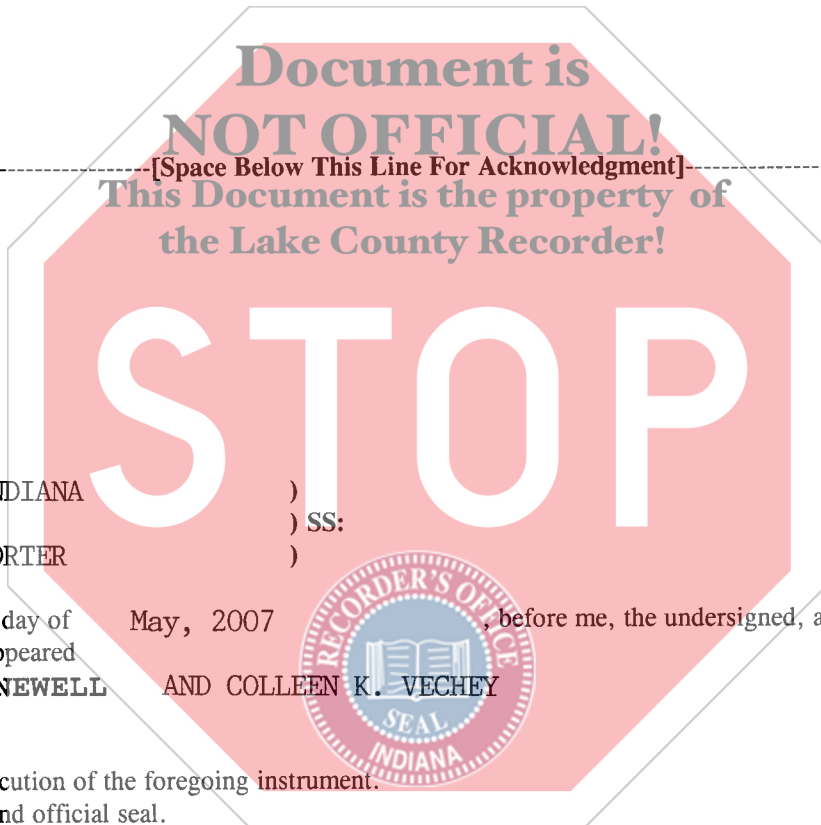 Document is
NOT OFFICIAL!
[Space Below This Line For Acknowledgment]
This Document is the property of
the Lake County Recorder!
STOP
NDIANA )
) SS:
ORTER )
day of May, 2007 , before me, the undersigned, a
ppeared
NEWELL AND COLLEEN K. VECHEY
RECORDER'S OFFICE
SEAL
INDIANA
cution of the foregoing instrument.
nd official seal.